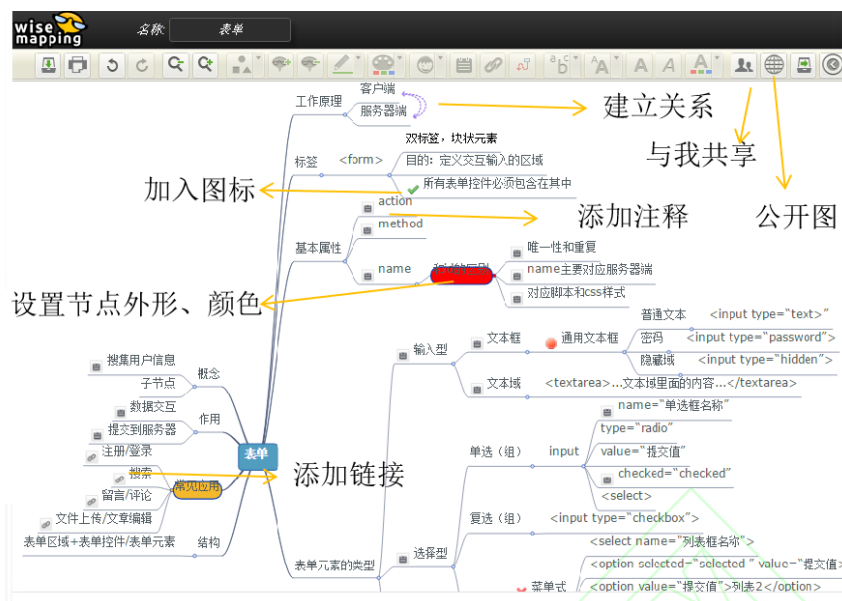 wise
mapping
名称:
表单
客户端
工作原理
服务器端
建立关系
与我共享
公开图
双标签，块状元素
标签
<form>
目的：定义交互输入的区域
所有表单控件必须包含在其中
加入图标
action
添加注释
method
基本属性
name
唯一性和重复
name主要对应服务器端
对应脚本和css样式
设置节点外形、颜色
普通文本
<input type="text>"
文本框
通用文本框
密码
<input type="password">
输入型
隐藏域
<input type="hidden">
文本域
<textarea>...文本域里面的内容...</textarea>
搜集用户信息
概念
子节点
数据交互
作用
提交到服务器
name="单选框名称"
type="radio"
注册/登录
表单
单选（组）
input
value="提交值"
搜索
添加链接
checked="checked"
常见应用
留言/评论
<select>
文件上传/文章编辑
复选（组）
<input type="checkbox">
表单区域+表单控件/表单元素
结构
<select name="列表框名称">
表单元素的类型
选择型
<option selected="selected" value="提交值>
菜单式
<option value="提交值">列表2</option>